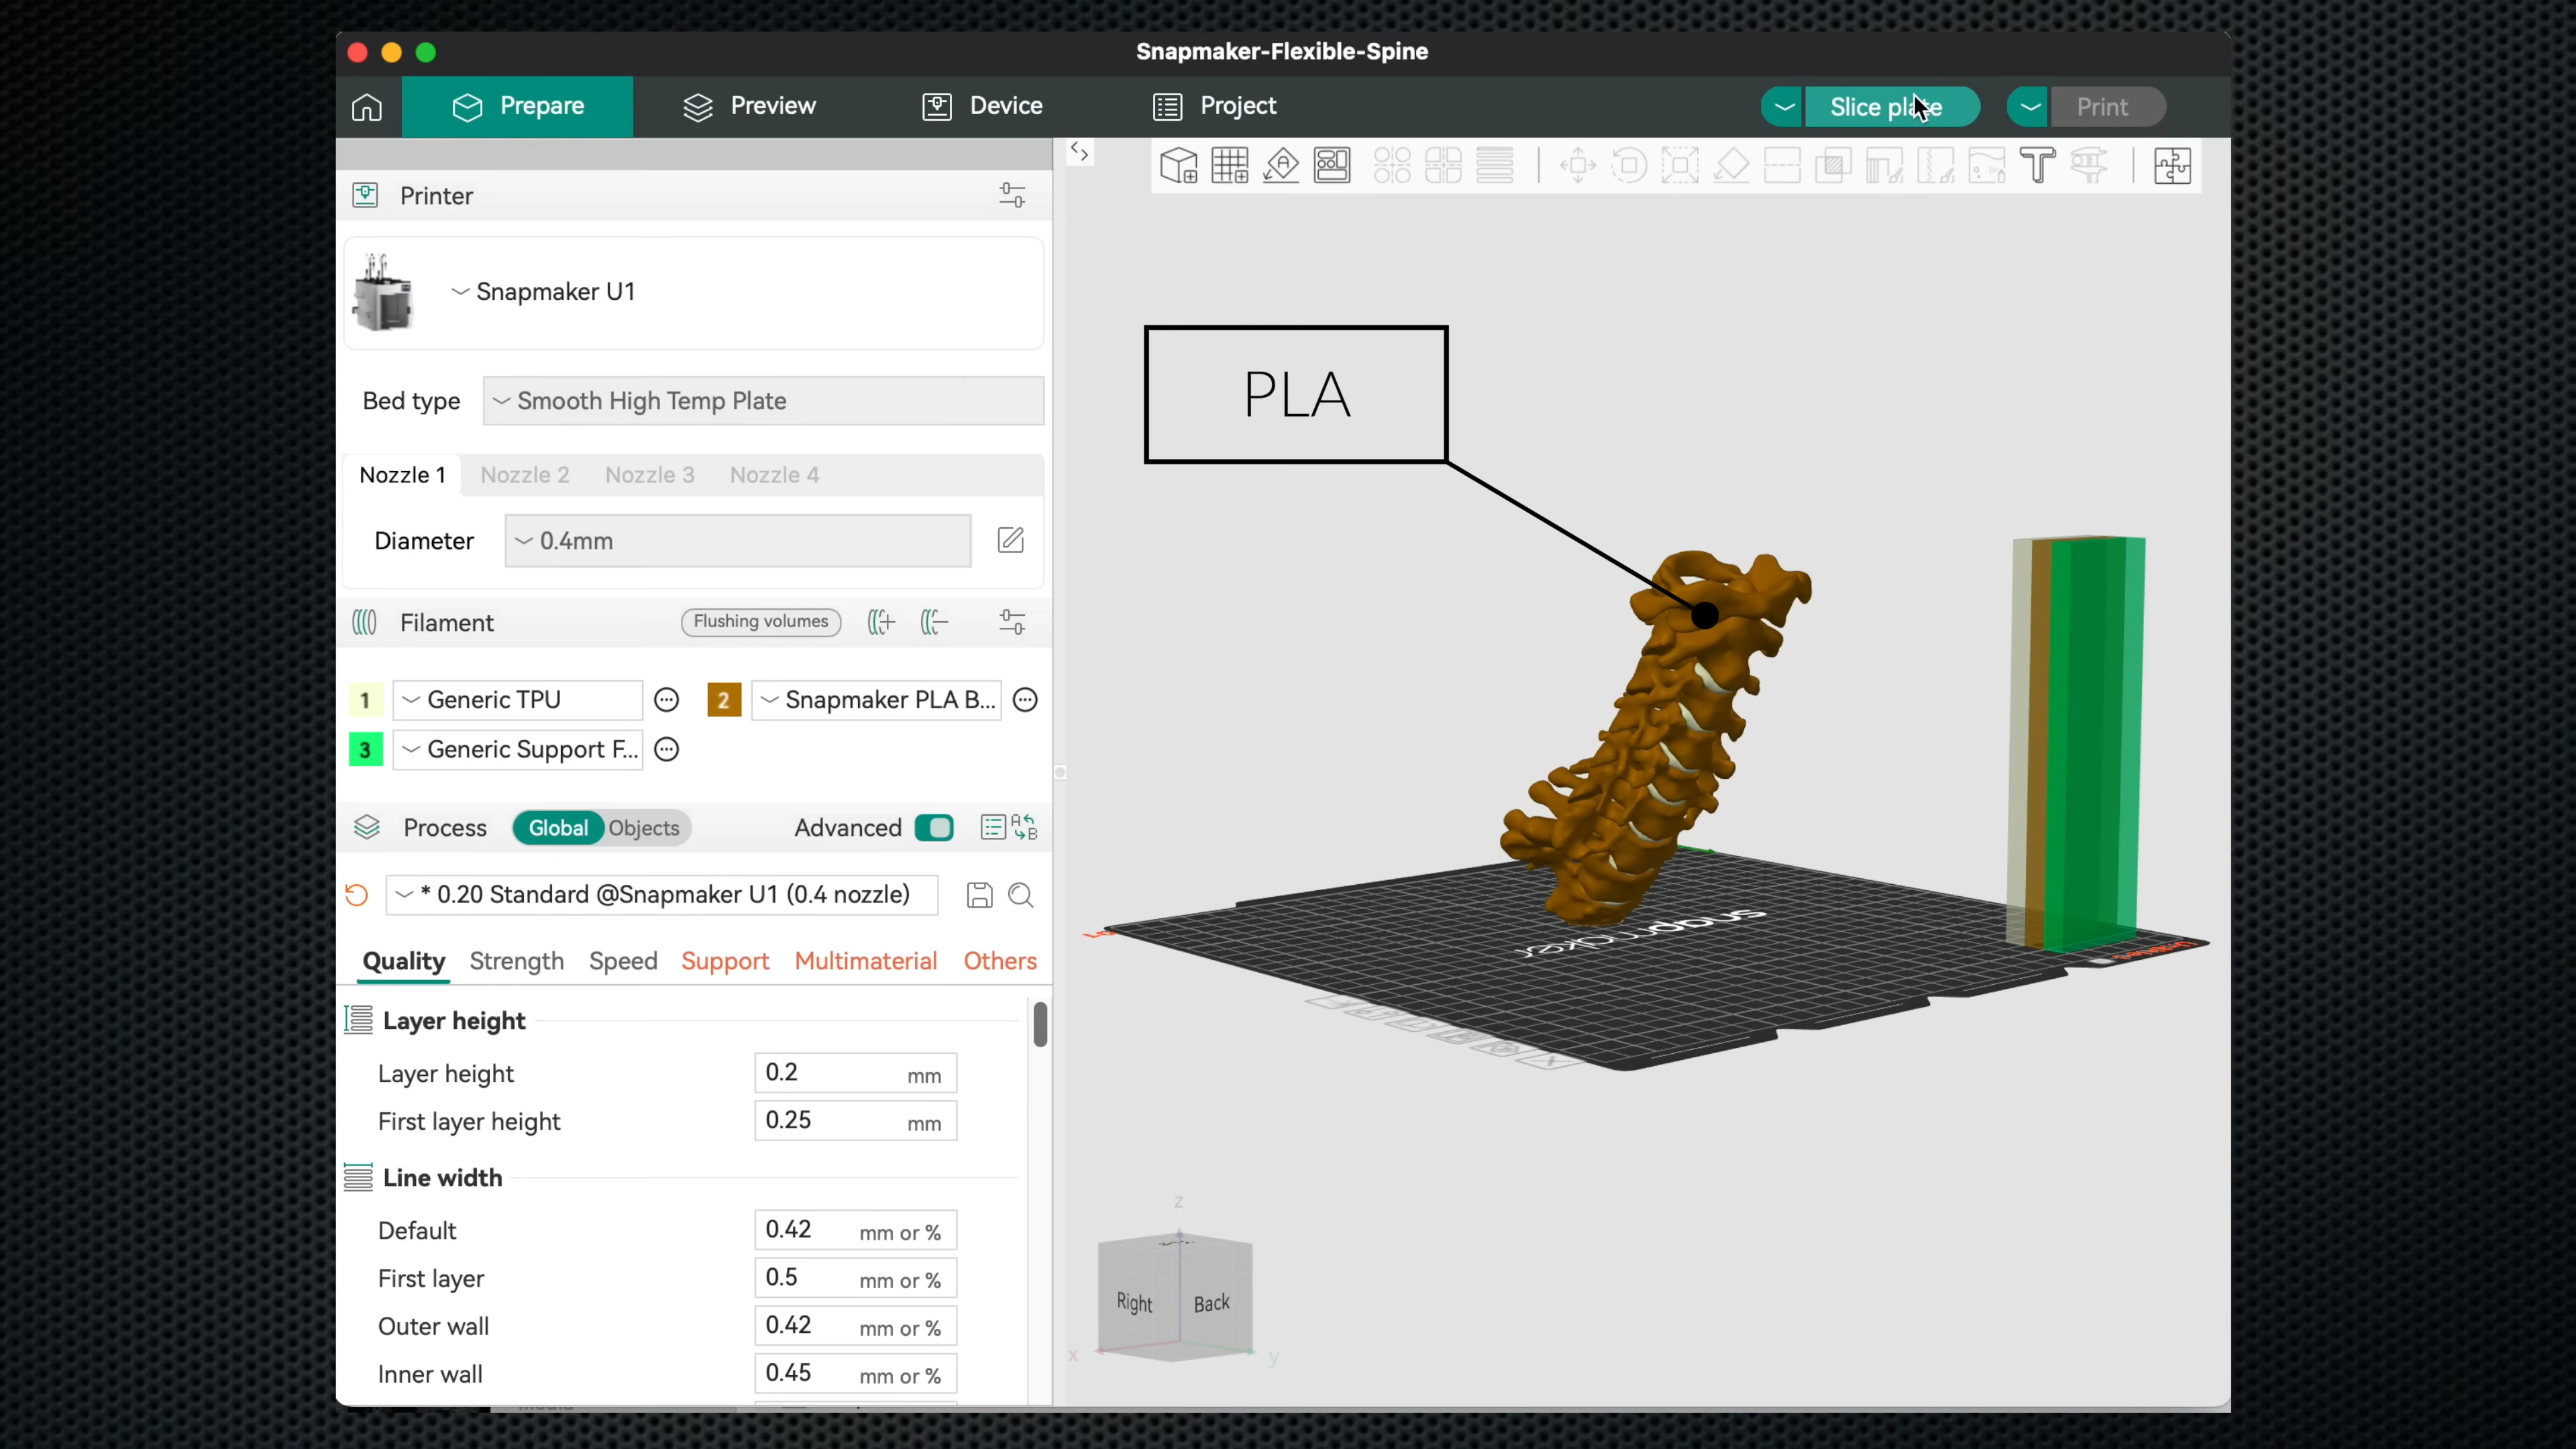 Snapmaker-Flexible-Spine
Prepare
Preview
Device
Project
Slice plate
Print
Printer
Snapmaker U1
Bed type
Smooth High Temp Plate
Nozzle 1
Nozzle 2
Nozzle 3
Nozzle 4
Diameter
0.4mm
Filament
Flushing volumes
1
Generic TPU
2
Snapmaker PLA B...
3
Generic Support F...
Process
Global
Objects
Advanced
* 0.20 Standard @Snapmaker U1 (0.4 nozzle)
Quality
Strength
Speed
Support
Multimaterial
Others
Layer height
Layer height
0.2 mm
First layer height
0.25 mm
Line width
Default
0.42 mm or %
First layer
0.5 mm or %
Outer wall
0.42 mm or %
Inner wall
0.45 mm or %
PLA
snapmaker
z
Right
Back
x
y